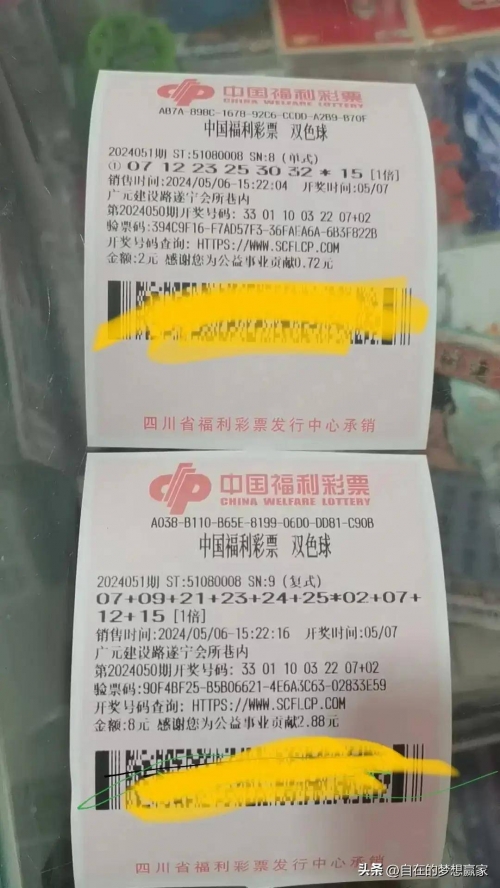 中国福利彩票
CHINA WELFARE LOTTERY
AB7A-B98C-167B-92C6-CCDD-A2B9-B70F
中国福利彩票 双色球
2024051期 ST:51080008 SN:8 (单式)
① 07 12 23 25 30 32 * 15 [1倍]
销售时间:2024/05/06-15:22:04 开奖时间:05/07
广元建设路遂宁会所巷内
第2024050期开奖号码: 33 01 10 03 22 07+02
验票码:394C9F16-F7AD57F3-36FAEA6A-6B3F822B
开奖号码查询: HTTPS://WWW.SCFLCP.COM
金额:2元 感谢您为公益事业贡献0.72元
四川省福利彩票发行中心承销
中国福利彩票
CHINA WELFARE LOTTERY
A03B-B110-B65E-8199-06D0-DD81-C90B
中国福利彩票 双色球
2024051期 ST:51080008 SN:9 (复式)
07+09+21+23+24+25*02+07+
12+15 [1倍]
销售时间:2024/05/06-15:22:16 开奖时间:05/07
广元建设路遂宁会所巷内
第2024050期开奖号码: 33 01 10 03 22 07+02
验票码:90F4BF25-B5B06621-4E6A3C63-02833E59
开奖号码查询: HTTPS://WWW.SCFLCP.COM
金额:8元 感谢您为公益事业贡献2.88元
四川省福利彩票发行中心承销
头条 @自在的梦想赢家